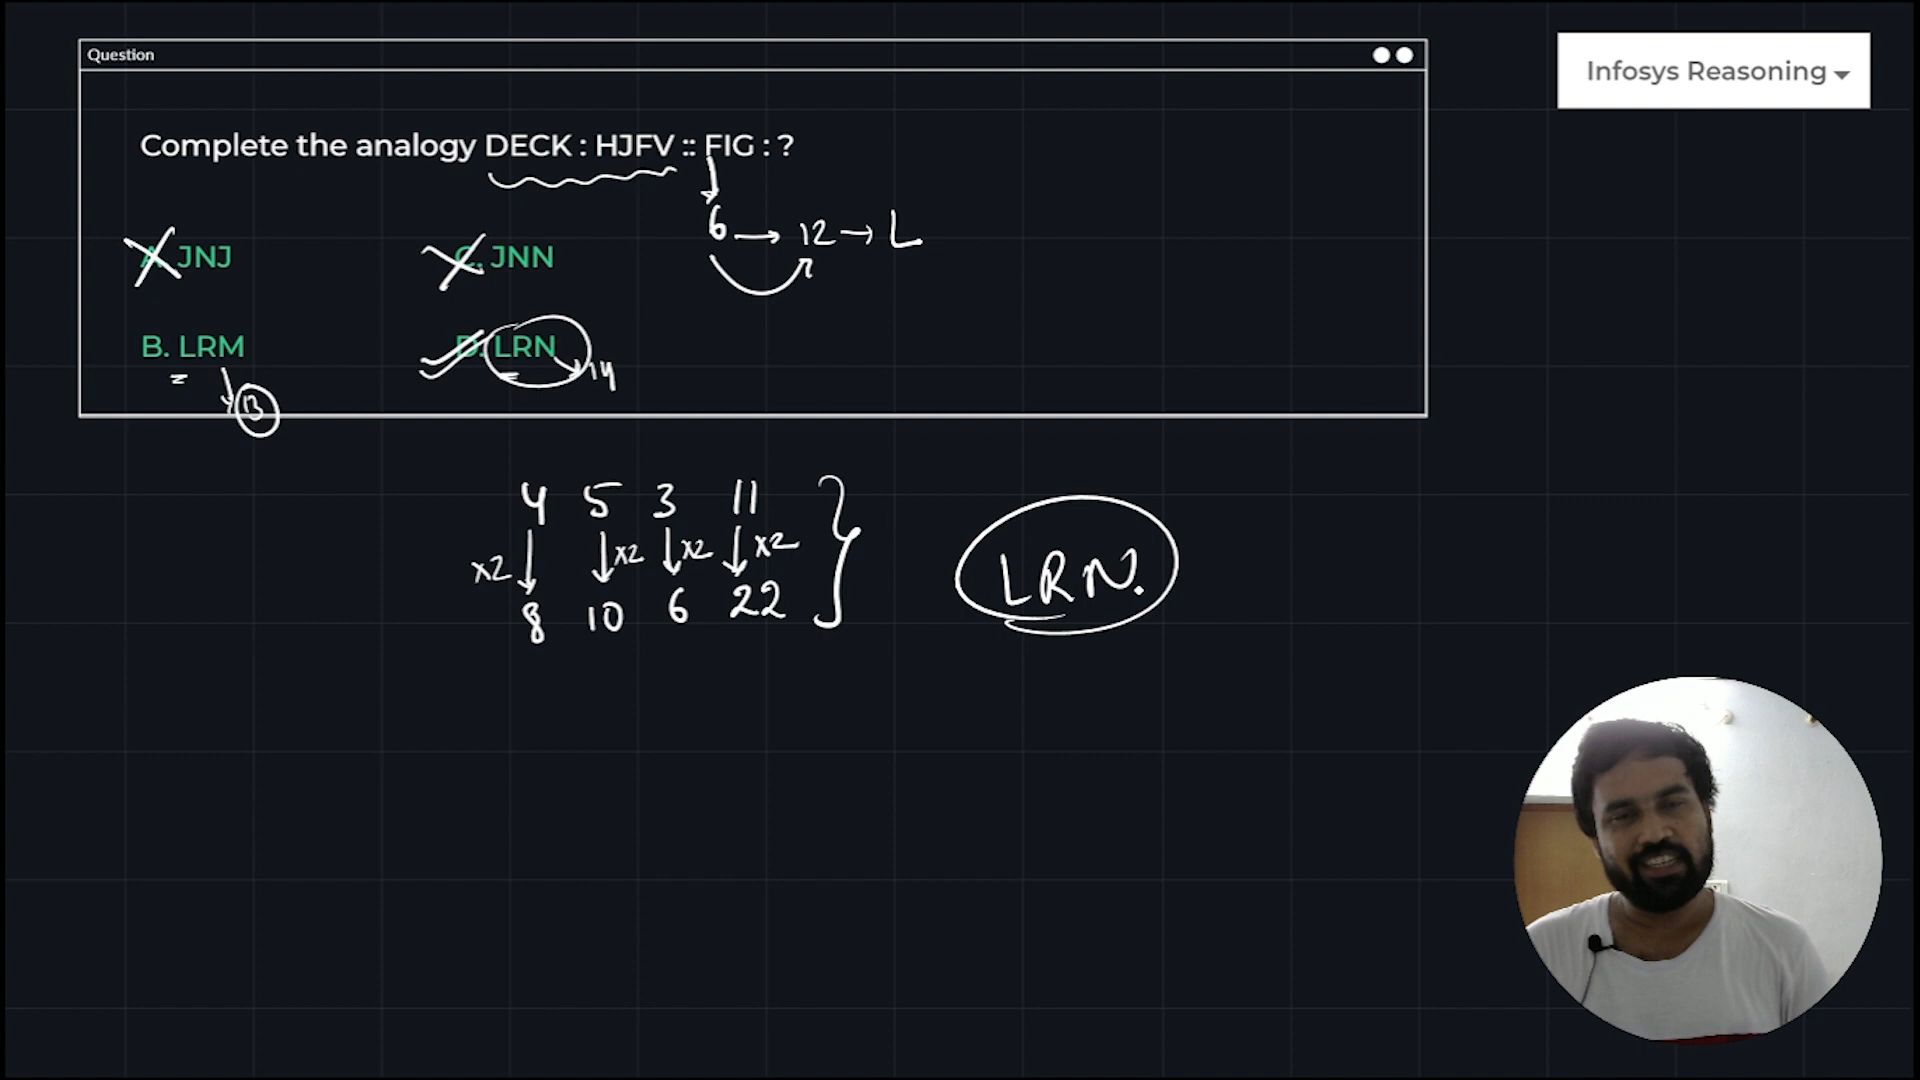 Question
Infosys Reasoning
Complete the analogy DECK : HJFV :: FIG : ?
6 → 12 → L
A. JNJ
C. JNN
B. LRM
D. LRN
14
13
4 5 3 11
x2 x2 x2 x2
8 10 6 22
LRN.